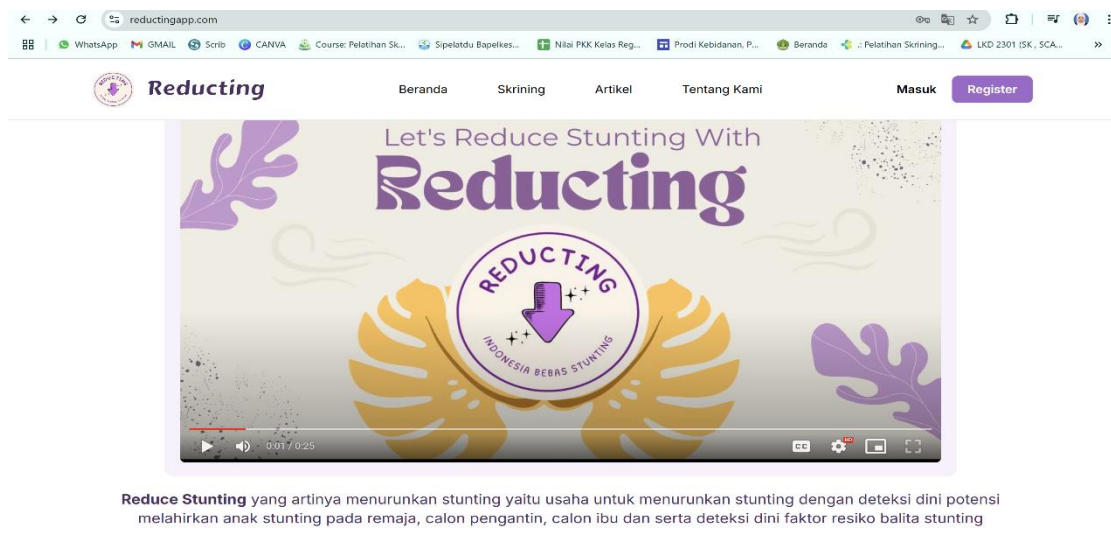 reductingapp.com
WhatsApp GMAIL Scrib CANVA Course: Pelatihan Sk... Sipelatdu Bapelkes... Nilai PKK Kelas Reg... Prodi Kebidanan, P... Beranda .: Pelatihan Skrining... LKD 2301 (SK , SCA... »
REDUCTING Reducting Beranda Skrining Artikel Tentang Kami Masuk Register
Let's Reduce Stunting With
Reducting
REDUCTING
INDONESIA BEBAS STUNTING
0:01 / 0:25 CC HD
Reduce Stunting yang artinya menurunkan stunting yaitu usaha untuk menurunkan stunting dengan deteksi dini potensi
melahirkan anak stunting pada remaja, calon pengantin, calon ibu dan serta deteksi dini faktor resiko balita stunting